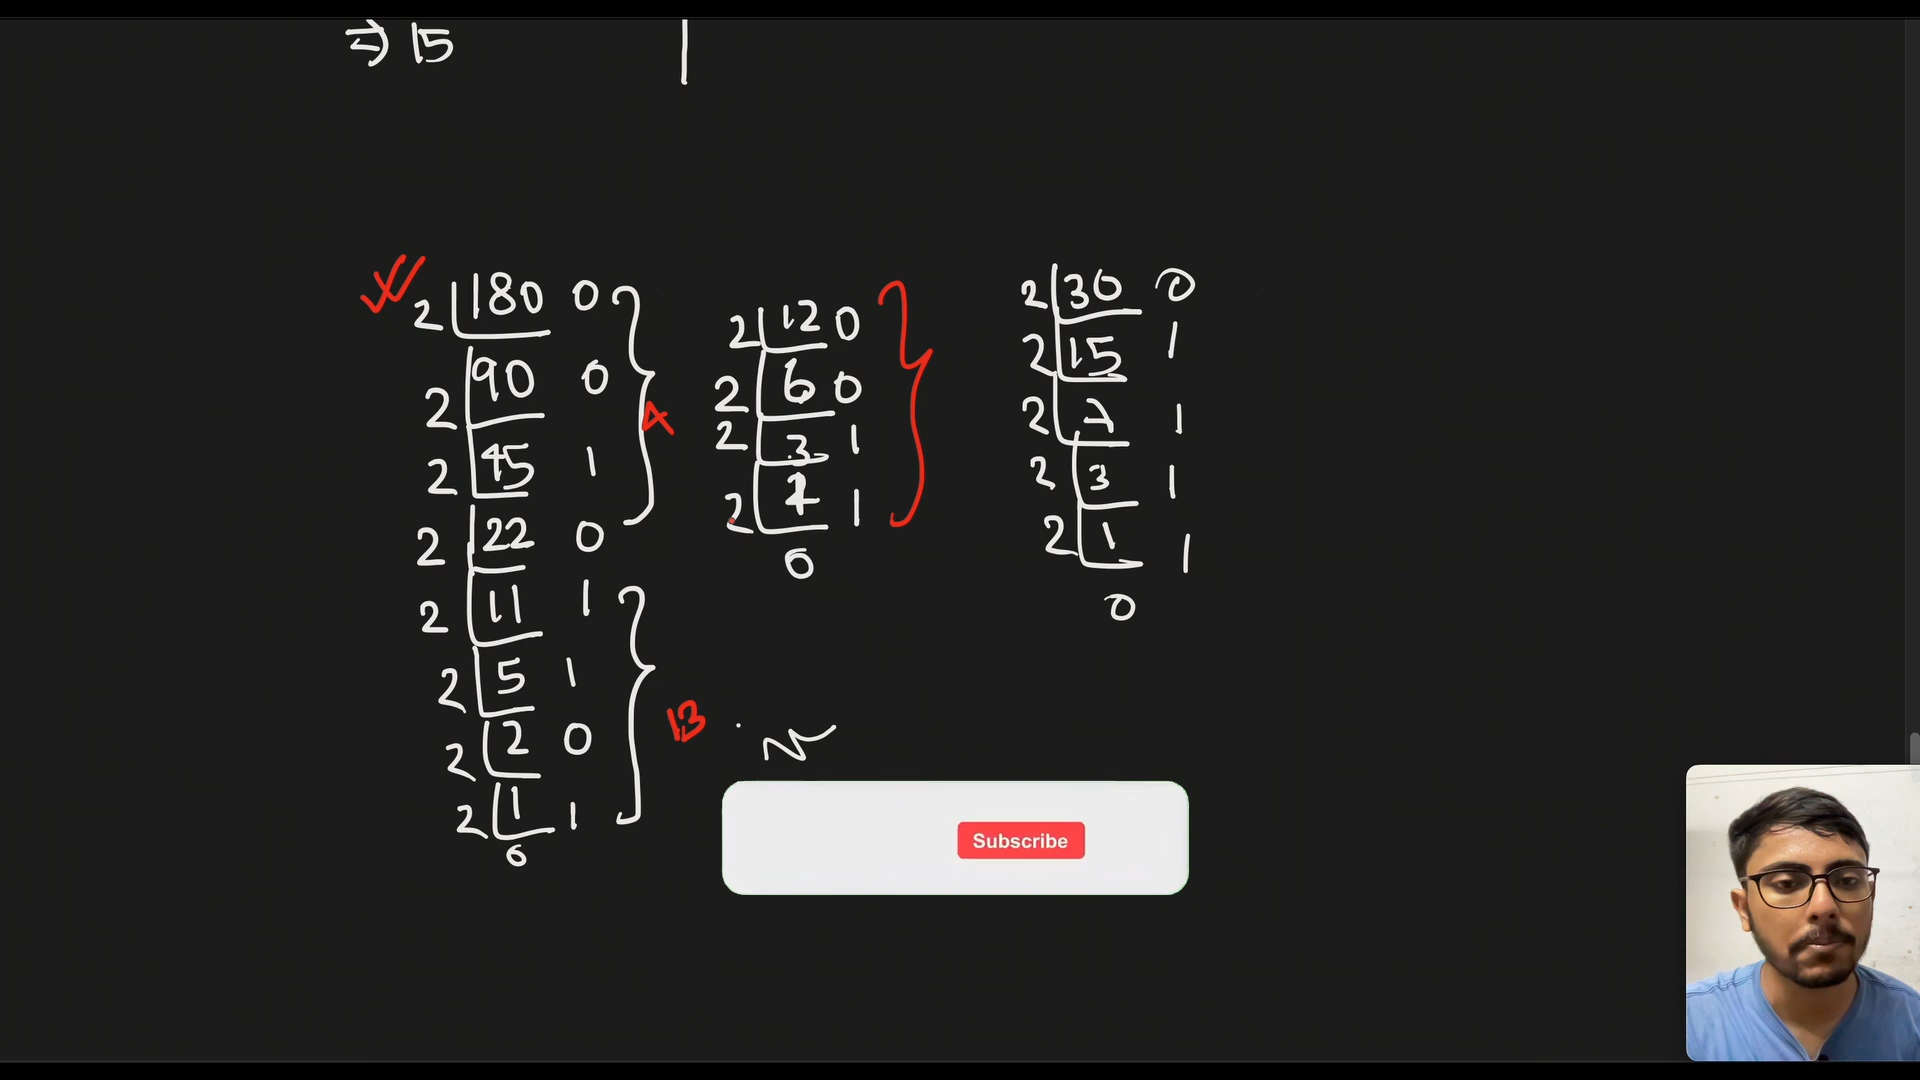 ⇒ 15
2 180 0
2 90 0
2 45 1
2 22 0
2 11 1
2 5 1
2 2 0
2 1 1
0
4
13
2 12 0
2 6 0
2 3 1
2 1 1
0
2 30 0
2 15 1
2 7 1
2 3 1
2 1 1
0
Subscribe